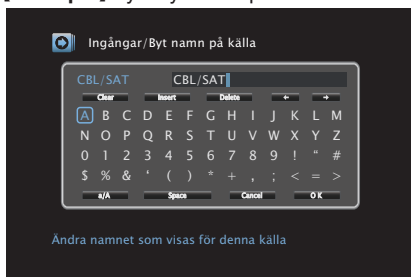 Ingångar/Byt namn på källa
CBL/SAT CBL/SAT
Clear Insert Delete ← →
A B C D E F G H I J K L M
N O P Q R S T U V W X Y Z
0 1 2 3 4 5 6 7 8 9 ! “ #
$ % & ‘ ( ) * + , ; < = >
a/A Space Cancel OK
Ändra namnet som visas för denna källa